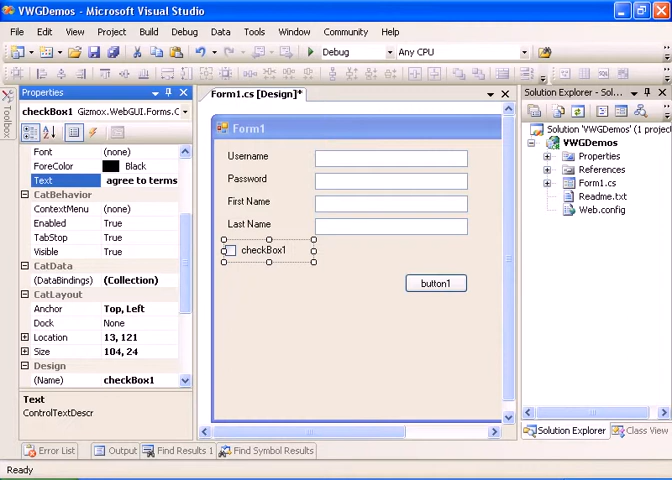 VWGDemos - Microsoft Visual Studio
File Edit View Project Build Debug Data Tools Window Community Help
Debug Any CPU
Properties
checkBox1 Gizmox.WebGUI.Forms.C
Font (none)
ForeColor Black
Text agree to terms
CatBehavior
ContextMenu (none)
Enabled True
TabStop True
Visible True
CatData
(DataBindings) (Collection)
CatLayout
Anchor Top, Left
Dock None
Location 13, 121
Size 104, 24
Design
(Name) checkBox1
Text
ControlTextDescr
Toolbox
Form1.cs [Design]*
Form1
Username
Password
First Name
Last Name
checkBox1
button1
Solution Explorer - Sol...
Solution 'VWGDemos' (1 projec
VWGDemos
Properties
References
Form1.cs
Readme.txt
Web.config
Solution Explorer Class View
Error List Output Find Results 1 Find Symbol Results
Ready